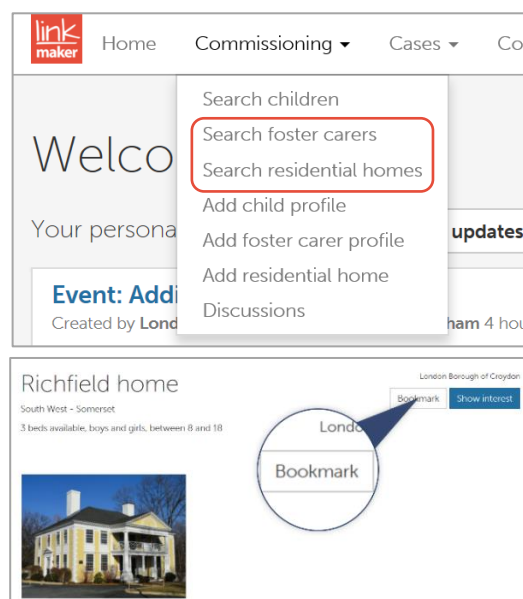 link
maker
Home Commissioning Cases Co
Search children
Search foster carers
Search residential homes
Add child profile
Add foster carer profile
Add residential home
Discussions
Welco
Your persona updates
Event: Addi
Created by Lond ham 4 hou
Richfield home
London Borough of Croydon
Bookmark Show interest
South West - Somerset
3 beds available, boys and girls, between 8 and 18
Londo
Bookmark